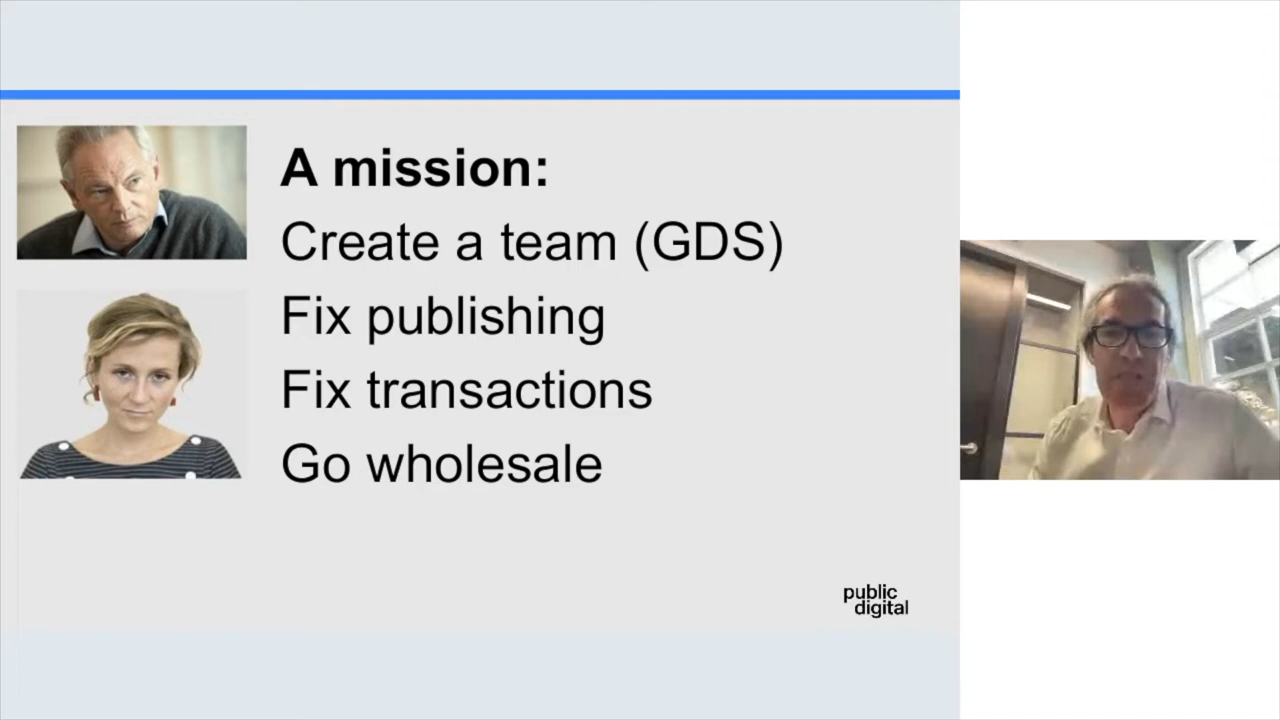 A mission:
Create a team (GDS)
Fix publishing
Fix transactions
Go wholesale
public
digital